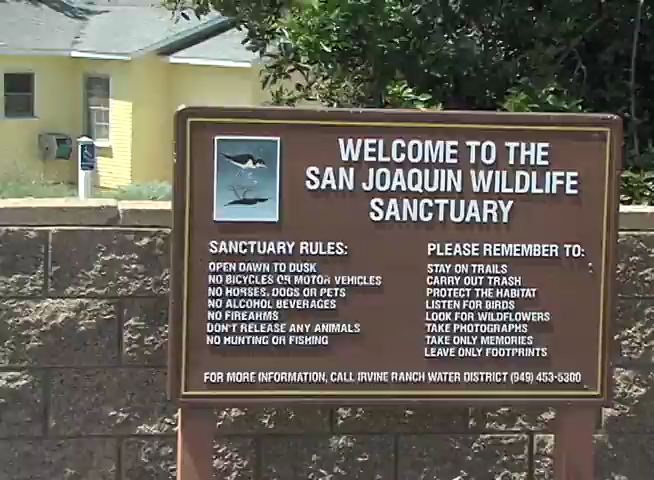 WELCOME TO THE
SAN JOAQUIN WILDLIFE
SANCTUARY
SANCTUARY RULES:
OPEN DAWN TO DUSK
NO BICYCLES OR MOTOR VEHICLES
NO HORSES, DOGS OR PETS
NO ALCOHOL BEVERAGES
NO FIREARMS
DON'T RELEASE ANY ANIMALS
NO HUNTING OR FISHING
PLEASE REMEMBER TO:
STAY ON TRAILS
CARRY OUT TRASH
PROTECT THE HABITAT
LISTEN FOR BIRDS
LOOK FOR WILDFLOWERS
TAKE PHOTOGRAPHS
TAKE ONLY MEMORIES
LEAVE ONLY FOOTPRINTS
FOR MORE INFORMATION, CALL IRVINE RANCH WATER DISTRICT (949) 453-5300